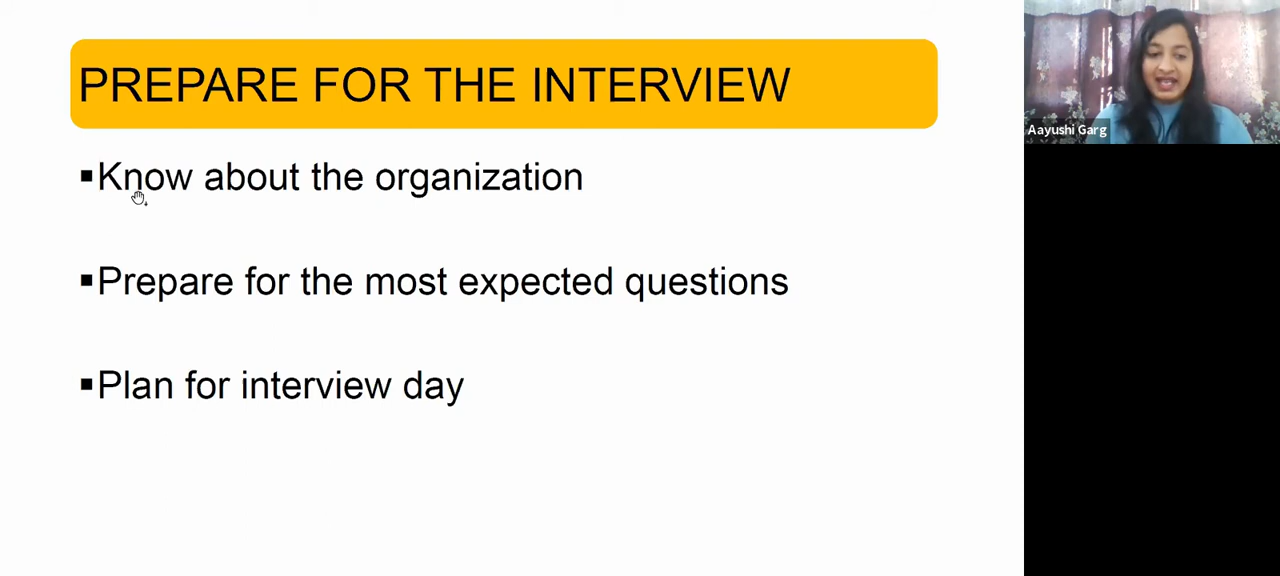 PREPARE FOR THE INTERVIEW
▪Know about the organization
▪Prepare for the most expected questions
▪Plan for interview day
Aayushi Garg